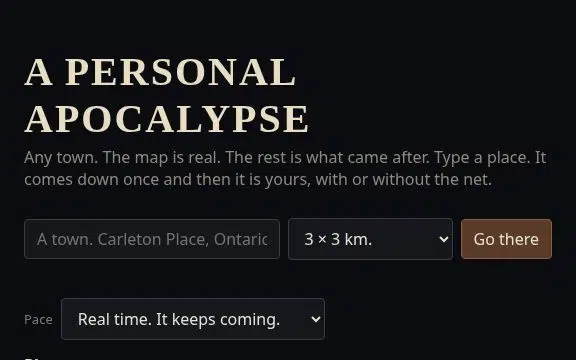 A PERSONAL
APOCALYPSE
Any town. The map is real. The rest is what came after. Type a place. It
comes down once and then it is yours, with or without the net.
A town. Carleton Place, Ontaric
3 × 3 km.
Go there
Pace
Real time. It keeps coming.